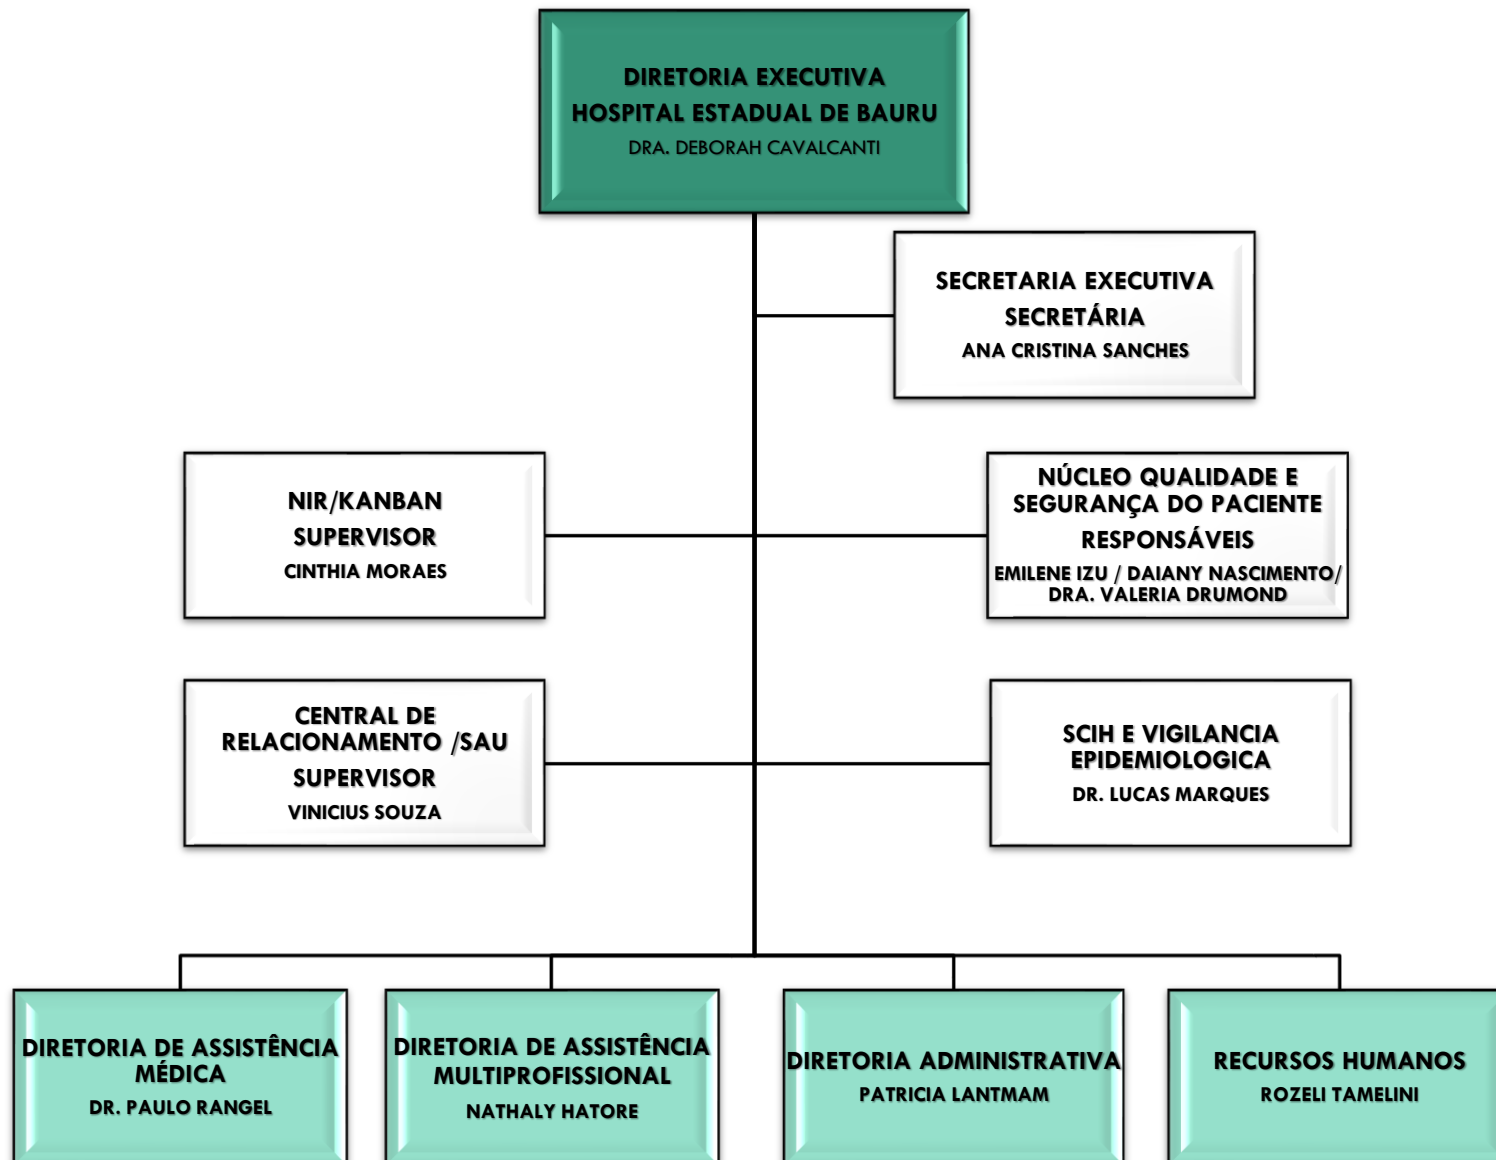 DIRETORIA EXECUTIVA
HOSPITAL ESTADUAL DE BAURU
DRA. DEBORAH CAVALCANTI
SECRETARIA EXECUTIVA
SECRETÁRIA
ANA CRISTINA SANCHES
NIR/KANBAN
SUPERVISOR
CINTHIA MORAES
NÚCLEO QUALIDADE E
SEGURANÇA DO PACIENTE
RESPONSÁVEIS
EMILENE IZU / DAIANY NASCIMENTO/
DRA. VALERIA DRUMOND
CENTRAL DE
RELACIONAMENTO /SAU
SUPERVISOR
VINICIUS SOUZA
SCIH E VIGILANCIA
EPIDEMIOLOGICA
DR. LUCAS MARQUES
DIRETORIA DE ASSISTÊNCIA
MÉDICA
DR. PAULO RANGEL
DIRETORIA DE ASSISTÊNCIA
MULTIPROFISSIONAL
NATHALY HATORE
DIRETORIA ADMINISTRATIVA
PATRICIA LANTMAM
RECURSOS HUMANOS
ROZELI TAMELINI